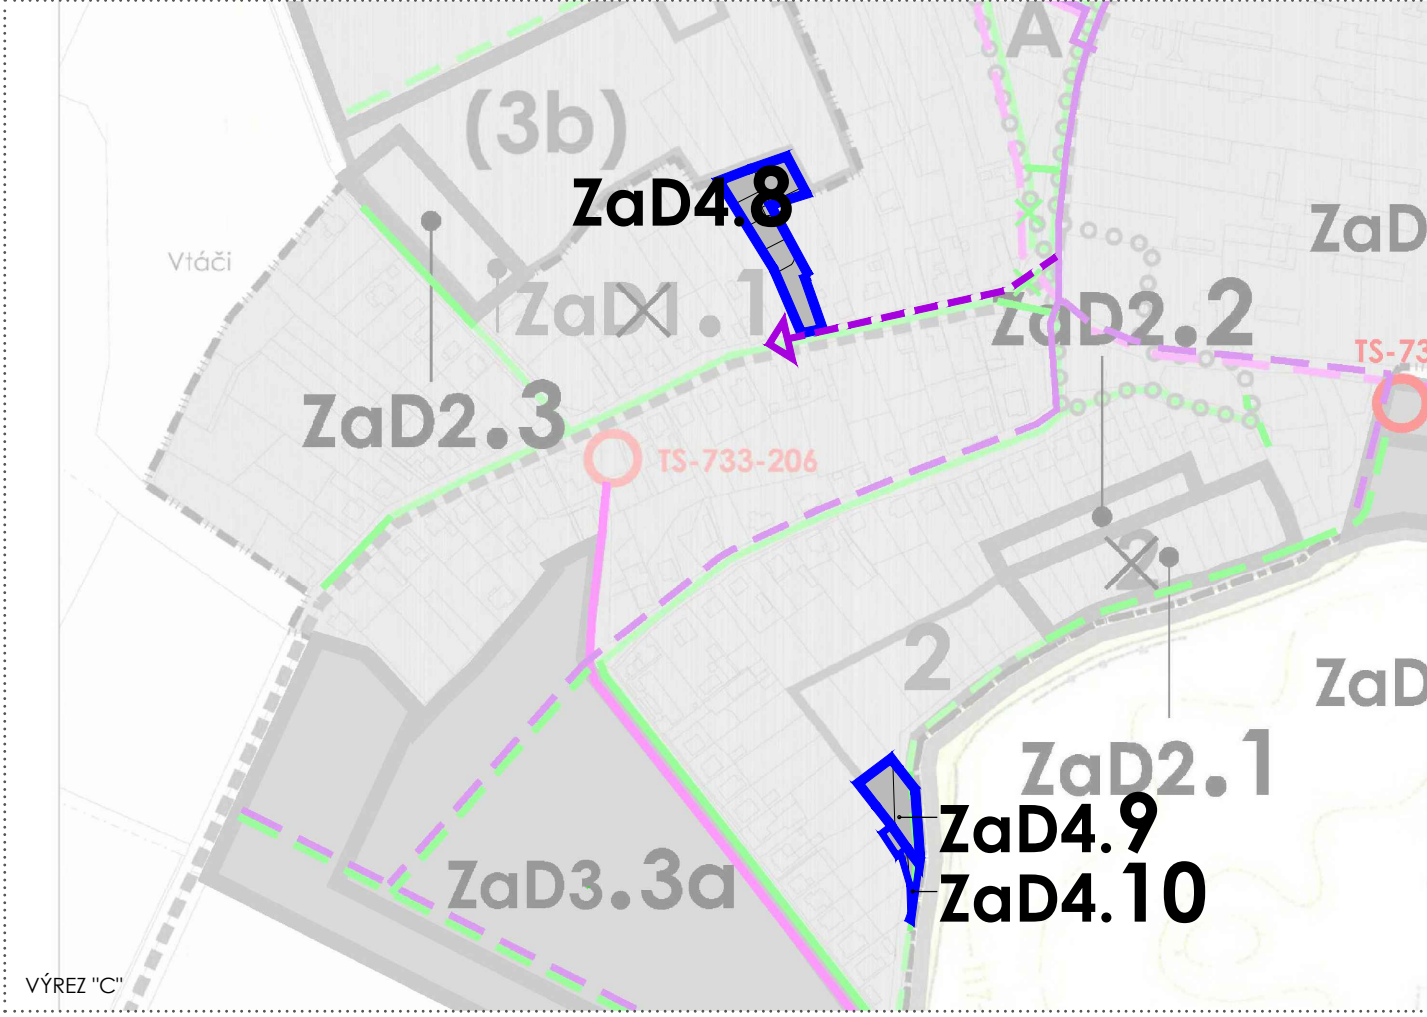 A
(3b)
ZaD4.8
ZaD
Vtáči
ZaD1.1
ZaD2.2
TS-73
ZaD2.3
TS-733-206
2
2
ZaD
ZaD2.1
ZaD4.9
ZaD3.3a
ZaD4.10
VÝREZ "C"